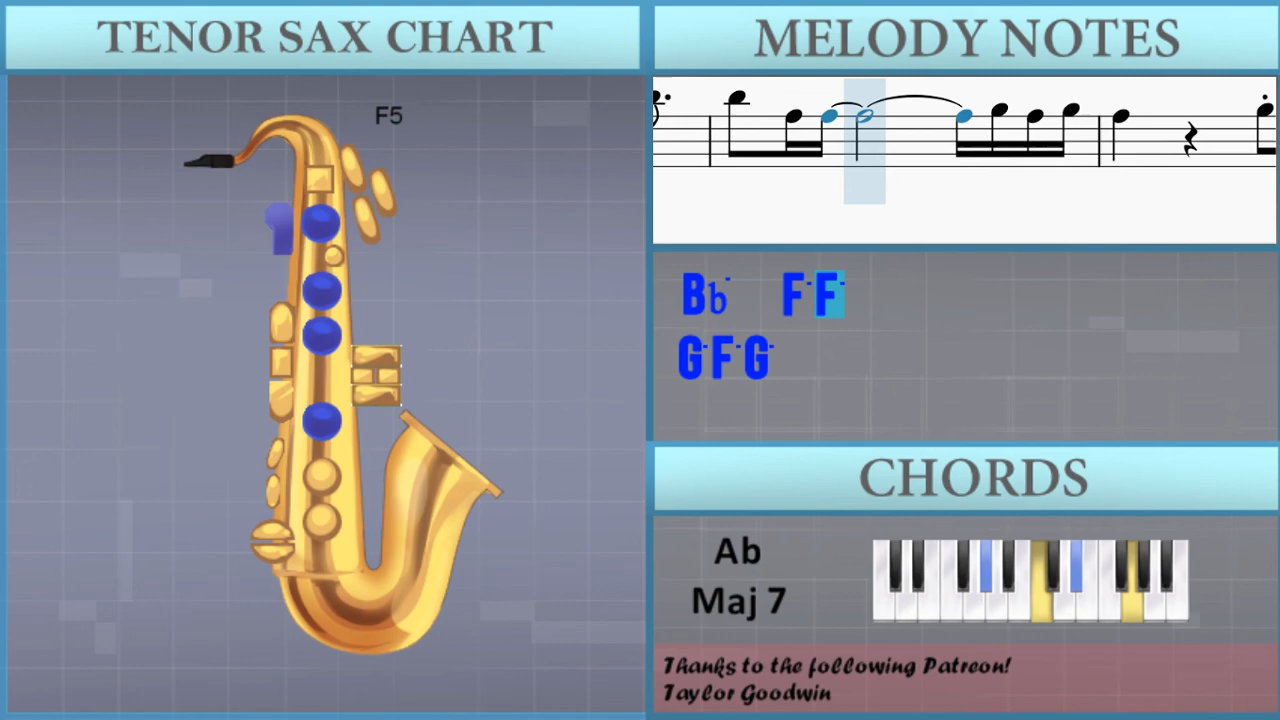 TENOR SAX CHART
F5
MELODY NOTES
Bb F F
G F G
CHORDS
Ab
Maj 7
Thanks to the following Patreon!
Taylor Goodwin